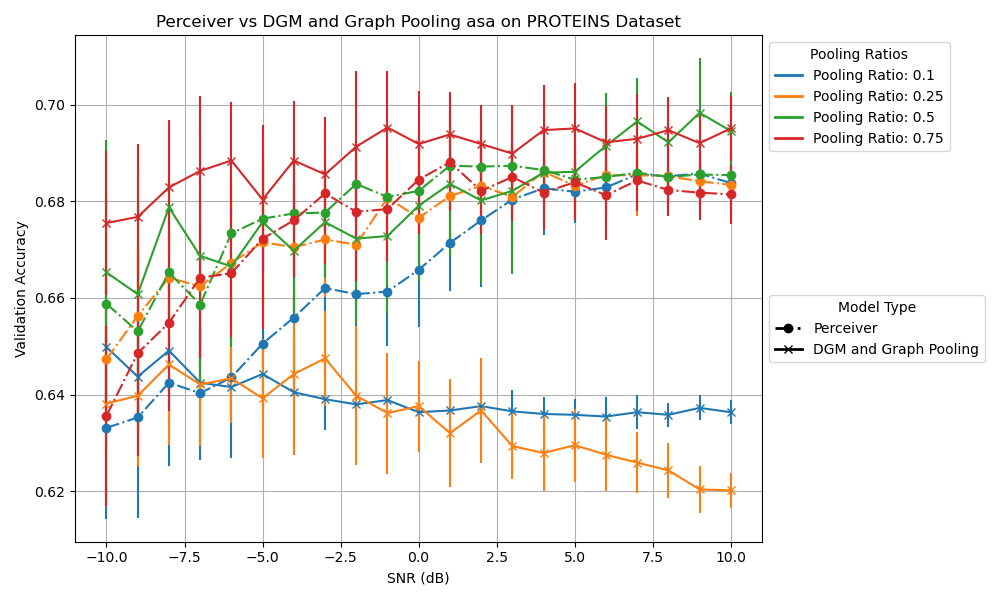 Perceiver vs DGM and Graph Pooling asa on PROTEINS Dataset
Validation Accuracy
0.70
0.68
0.66
0.64
0.62
−10.0 −7.5 −5.0 −2.5 0.0 2.5 5.0 7.5 10.0
SNR (dB)
Pooling Ratios
Pooling Ratio: 0.1
Pooling Ratio: 0.25
Pooling Ratio: 0.5
Pooling Ratio: 0.75
Model Type
Perceiver
DGM and Graph Pooling